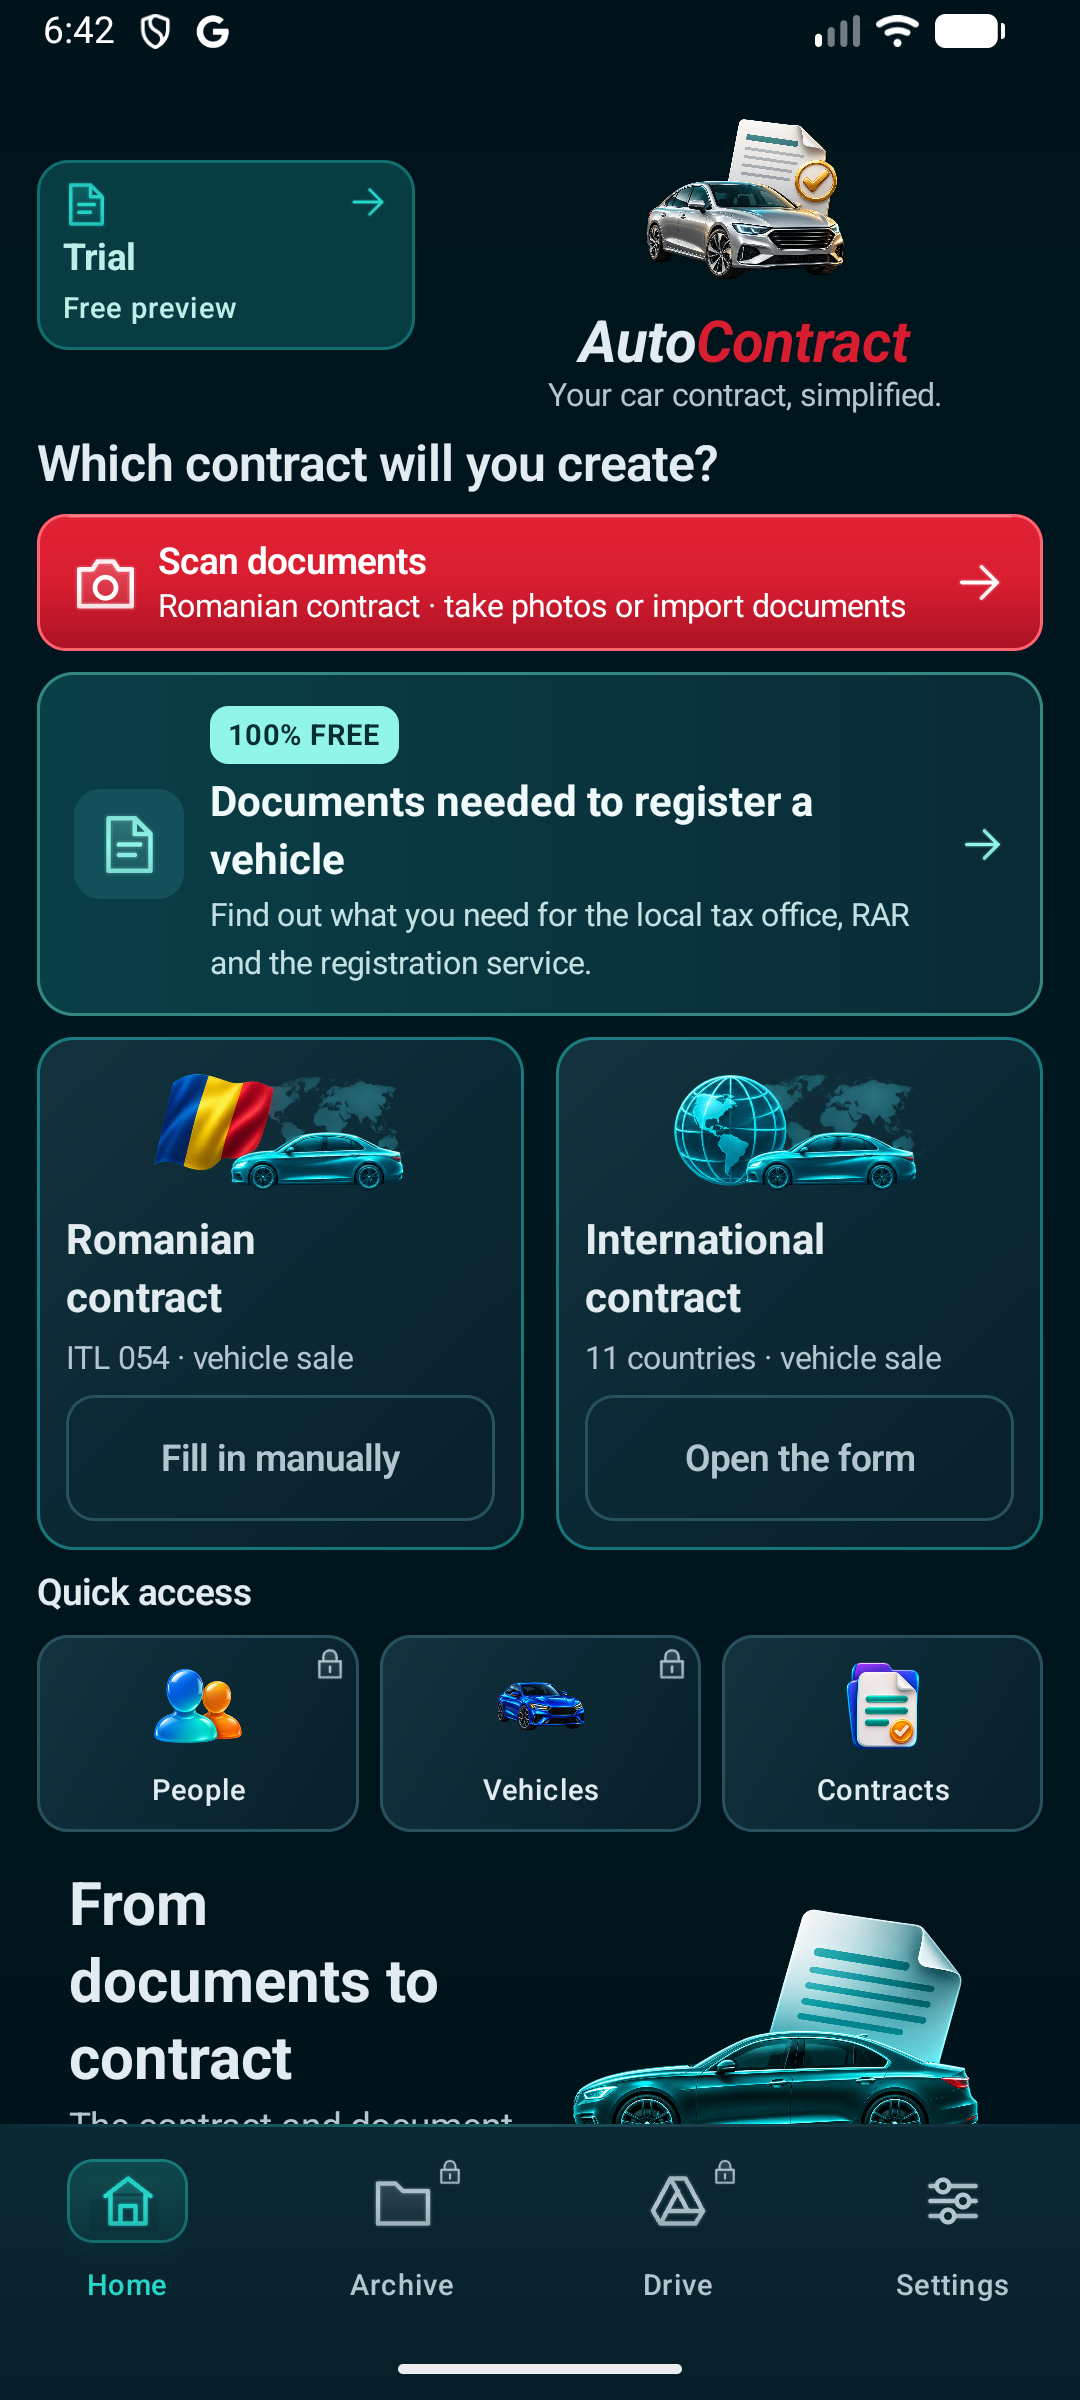 6:42
Trial
Free preview
AutoContract
Your car contract, simplified.
Which contract will you create?
Scan documents
Romanian contract · take photos or import documents
100% FREE
Documents needed to register a
vehicle
Find out what you need for the local tax office, RAR
and the registration service.
Romanian
contract
ITL 054 · vehicle sale
Fill in manually
International
contract
11 countries · vehicle sale
Open the form
Quick access
People
Vehicles
Contracts
From
documents to
contract
The contract and document
Home
Archive
Drive
Settings